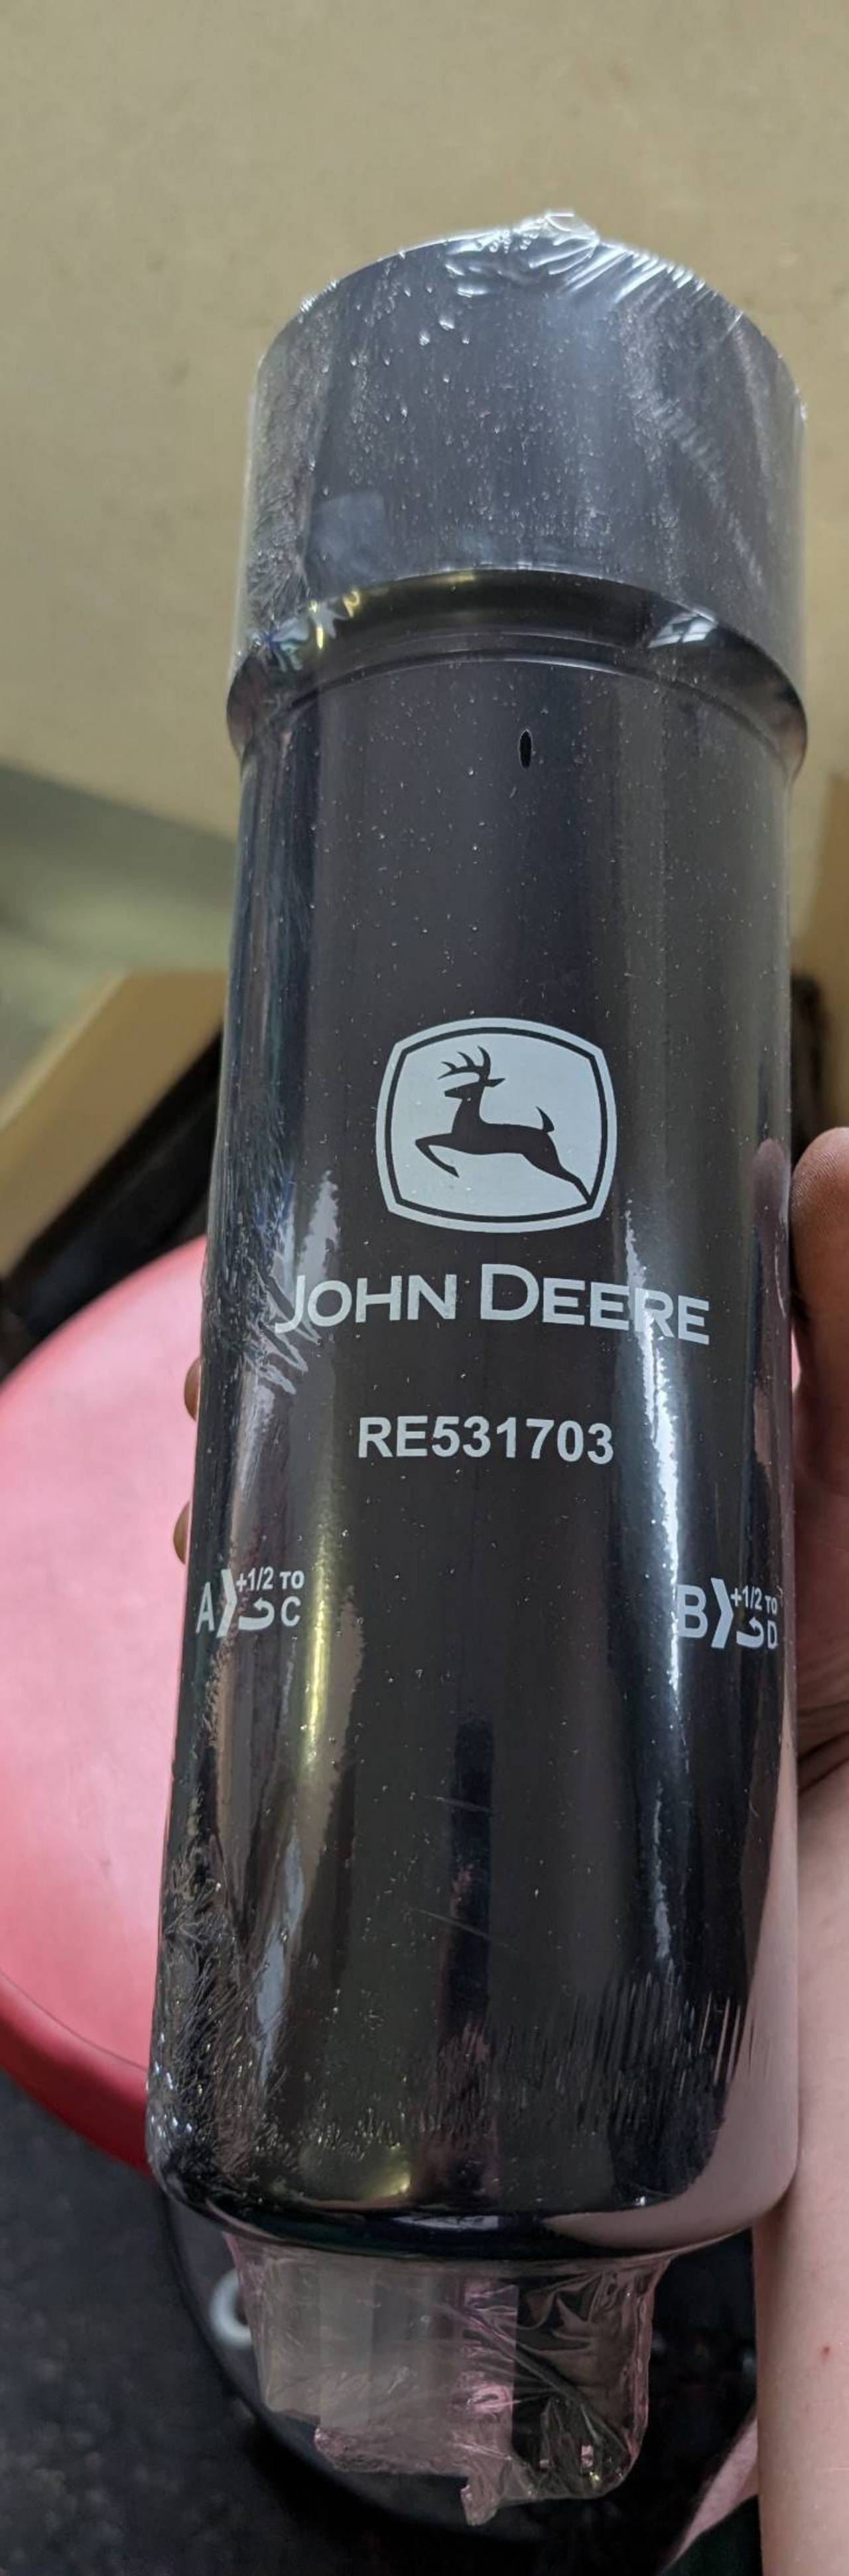 JOHN DEERE
RE531703
A +1/2 TO C
B +1/2 TO D